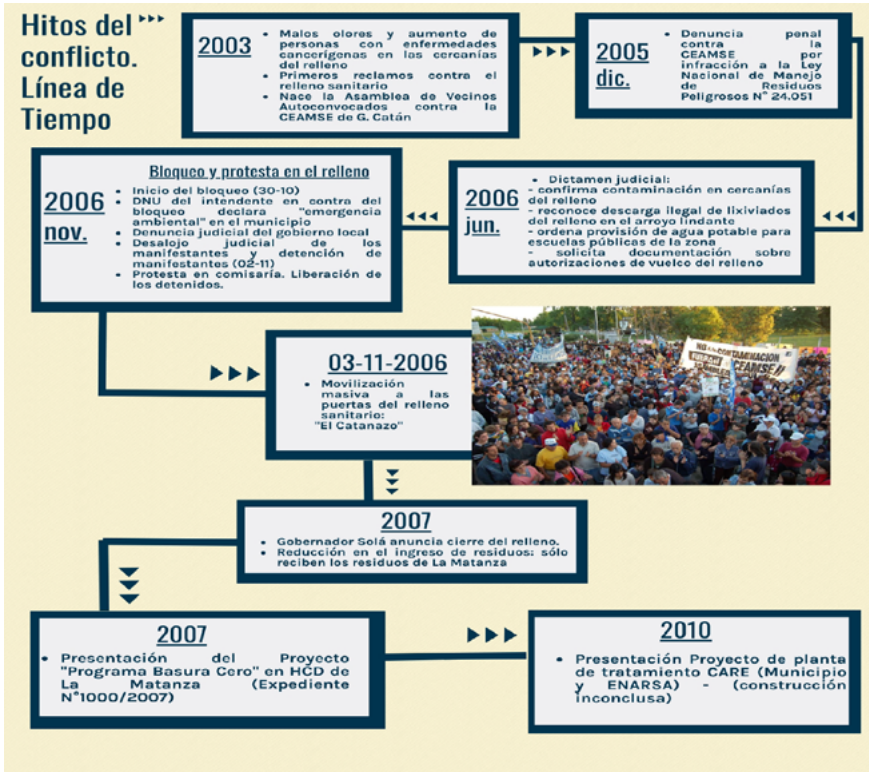 Hitos del
conflicto.
Línea de
Tiempo
2003
• Malos olores y aumento de
personas con enfermedades
cancerígenas en las cercanías
del relleno
• Primeros reclamos contra el
relleno sanitario
• Nace la Asamblea de Vecinos
Autoconvocados contra la
CEAMSE de G. Catán
2005
dic.
• Denuncia penal
contra la
CEAMSE por
infracción a la Ley
Nacional de Manejo
de Residuos
Peligrosos N° 24.051
2006
jun.
• Dictamen judicial:
- confirma contaminación en cercanías
del relleno
- reconoce descarga ilegal de lixiviados
del relleno en el arroyo lindante
- ordena provisión de agua potable para
escuelas públicas de la zona
- solicita documentación sobre
autorizaciones de vuelco del relleno
2006
nov.
Bloqueo y protesta en el relleno
• Inicio del bloqueo (30-10)
• DNU del intendente en contra del
bloqueo declara "emergencia
ambiental" en el municipio
• Denuncia judicial del gobierno local
• Desalojo judicial de los
manifestantes y detención de
manifestantes (02-11)
• Protesta en comisaría. Liberación de
los detenidos.
03-11-2006
• Movilización
masiva a las
puertas del relleno
sanitario:
"El Catanazo"
NO a la CONTAMINACION
CEAMSE!!
2007
• Gobernador Solá anuncia cierre del relleno.
• Reducción en el ingreso de residuos: sólo
reciben los residuos de La Matanza
2007
• Presentación del Proyecto
"Programa Basura Cero" en HCD de
La Matanza (Expediente
N°1000/2007)
2010
• Presentación Proyecto de planta
de tratamiento CARE (Municipio
y ENARSA) - (construcción
inconclusa)